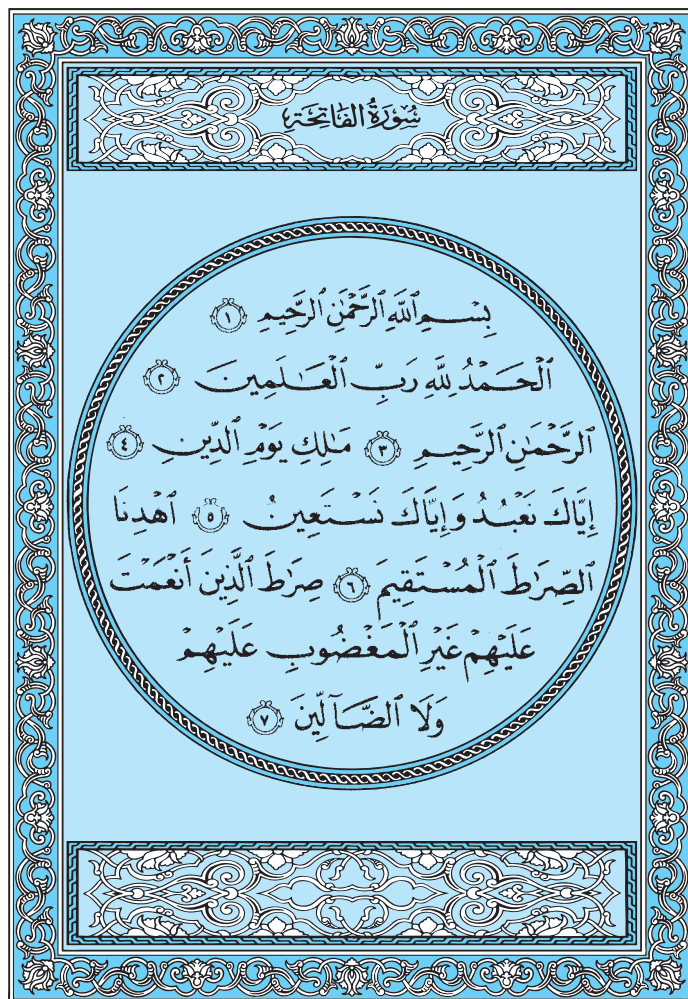 سُورَةُ الفَاتِحَة
بِسْمِ ٱللَّهِ ٱلرَّحْمَٰنِ ٱلرَّحِيمِ ١
ٱلْحَمْدُ لِلَّهِ رَبِّ ٱلْعَٰلَمِينَ ٢
ٱلرَّحْمَٰنِ ٱلرَّحِيمِ ٣ مَٰلِكِ يَوْمِ ٱلدِّينِ ٤
إِيَّاكَ نَعْبُدُ وَإِيَّاكَ نَسْتَعِينُ ٥ ٱهْدِنَا
ٱلصِّرَٰطَ ٱلْمُسْتَقِيمَ ٦ صِرَٰطَ ٱلَّذِينَ أَنْعَمْتَ
عَلَيْهِمْ غَيْرِ ٱلْمَغْضُوبِ عَلَيْهِمْ
وَلَا ٱلضَّآلِّينَ ٧